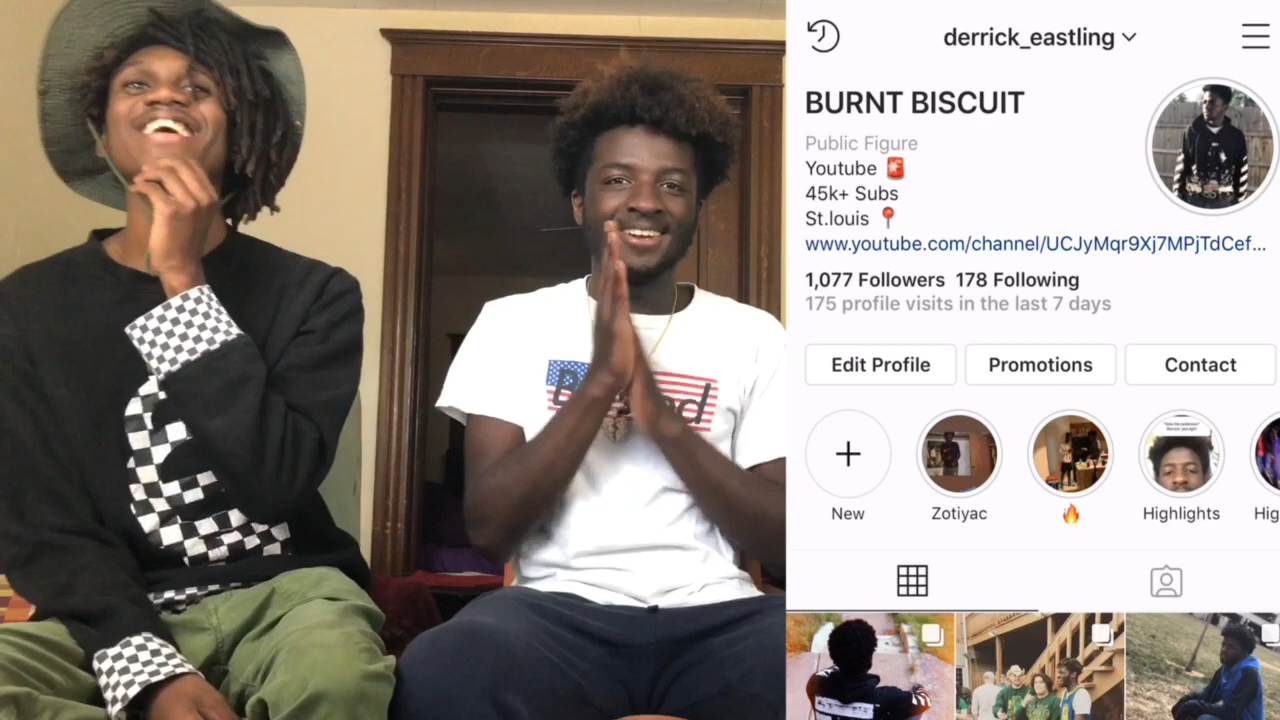 derrick_eastling
BURNT BISCUIT
Public Figure
Youtube 🚨
45k+ Subs
St.louis 📍
www.youtube.com/channel/UCJyMqr9Xj7MPjTdCef...
1,077 Followers 178 Following
175 profile visits in the last 7 days
Edit Profile Promotions Contact
New Zotiyac 🔥 Highlights Hig